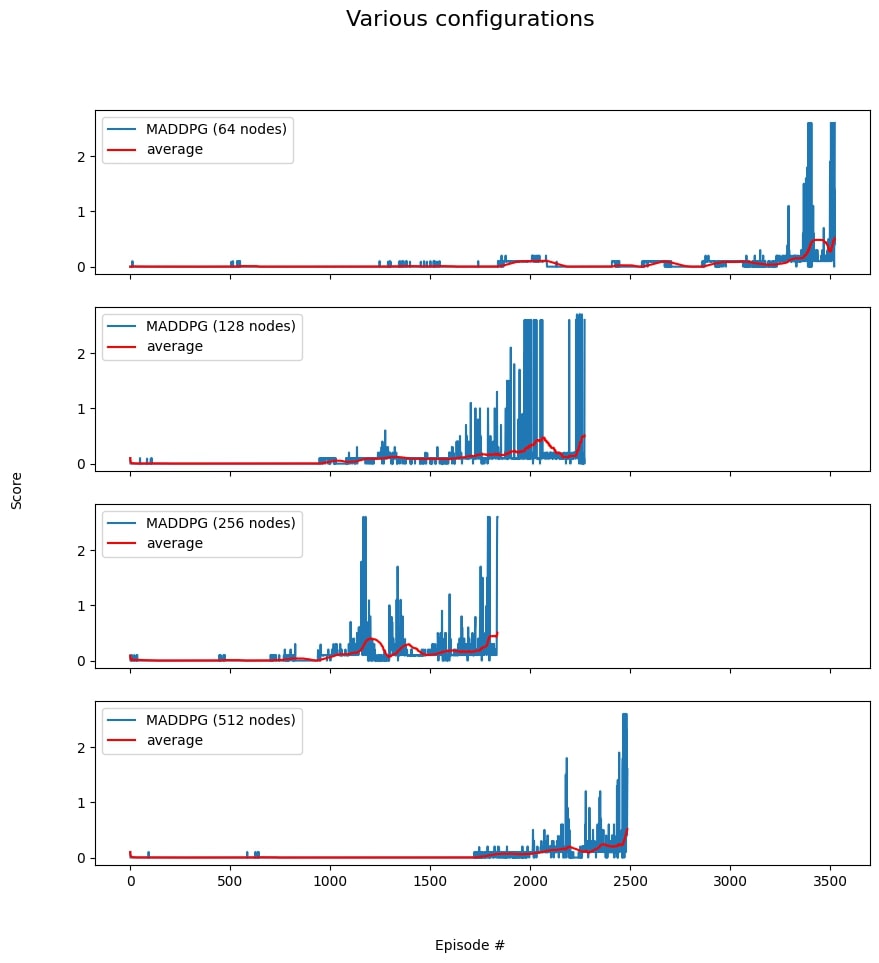 Various configurations
MADDPG (64 nodes)
average
2
1
0
MADDPG (128 nodes)
average
2
1
0
Score
MADDPG (256 nodes)
average
2
1
0
MADDPG (512 nodes)
average
2
1
0
0 500 1000 1500 2000 2500 3000 3500
Episode #